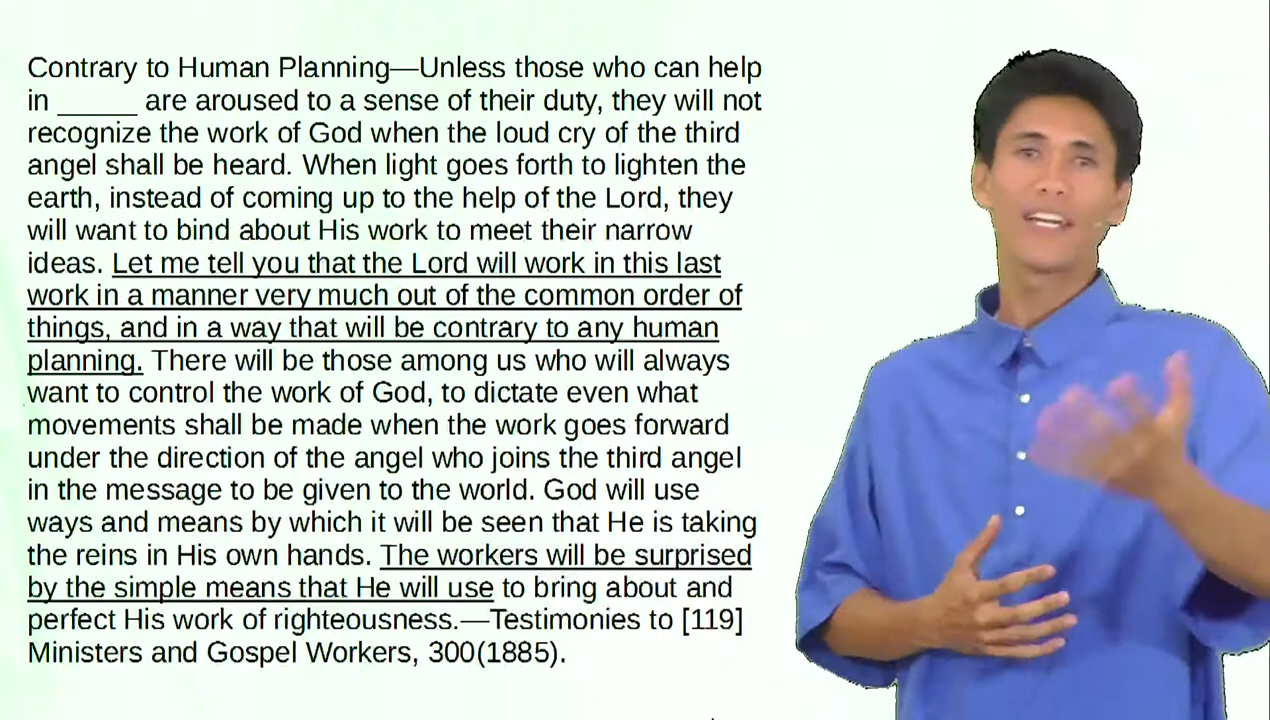 Contrary to Human Planning—Unless those who can help
in _____ are aroused to a sense of their duty, they will not
recognize the work of God when the loud cry of the third
angel shall be heard. When light goes forth to lighten the
earth, instead of coming up to the help of the Lord, they
will want to bind about His work to meet their narrow
ideas. Let me tell you that the Lord will work in this last
work in a manner very much out of the common order of
things, and in a way that will be contrary to any human
planning. There will be those among us who will always
want to control the work of God, to dictate even what
movements shall be made when the work goes forward
under the direction of the angel who joins the third angel
in the message to be given to the world. God will use
ways and means by which it will be seen that He is taking
the reins in His own hands. The workers will be surprised
by the simple means that He will use to bring about and
perfect His work of righteousness.—Testimonies to [119]
Ministers and Gospel Workers, 300(1885).